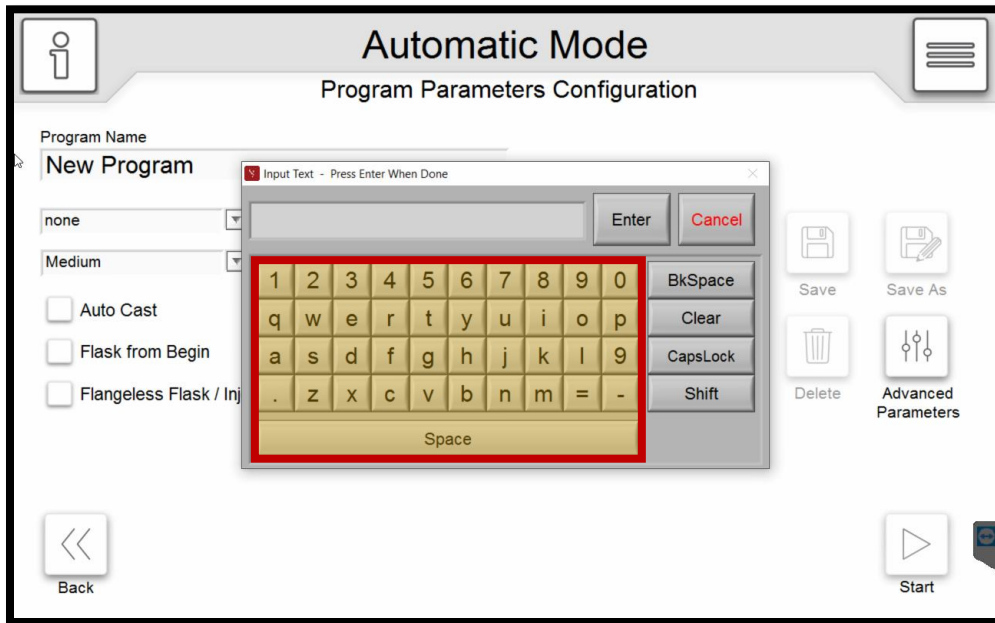 Automatic Mode
Program Parameters Configuration
Program Name
New Program
Input Text - Press Enter When Done
none
Enter
Cancel
Medium
1 2 3 4 5 6 7 8 9 0
BkSpace
q w e r t y u i o p
Clear
a s d f g h j k l 9
CapsLock
. z x c v b n m = -
Shift
Space
Auto Cast
Flask from Begin
Flangeless Flask / Inj
Save
Save As
Delete
Advanced
Parameters
Back
Start